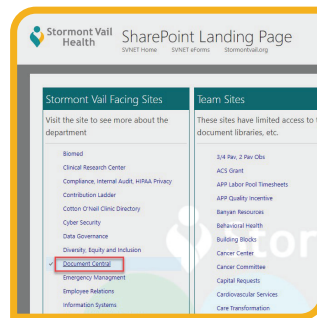 Stormont Vail
Health
SharePoint Landing Page
SVNET Home SVNET eForms Stormontvail.org
Stormont Vail Facing Sites
Visit the site to see more about the
department
Biomed
Clinical Research Center
Compliance, Internal Audit, HIPAA Privacy
Contribution Ladder
Cotton O'Neil Clinic Directory
Cyber Security
Data Governance
Diversity, Equity and Inclusion
Document Central
Emergency Managment
Employee Relations
Information Systems
Team Sites
These sites have limited access to
document libraries, etc.
3/4 Pav, 2 Pav Obs
ACS Grant
APP Labor Pool Timesheets
APP Quality Incentive
Banyan Resources
Behavioral Health
Building Blocks
Cancer Center
Cancer Committee
Capital Requests
Cardiovascular Services
Care Transformation